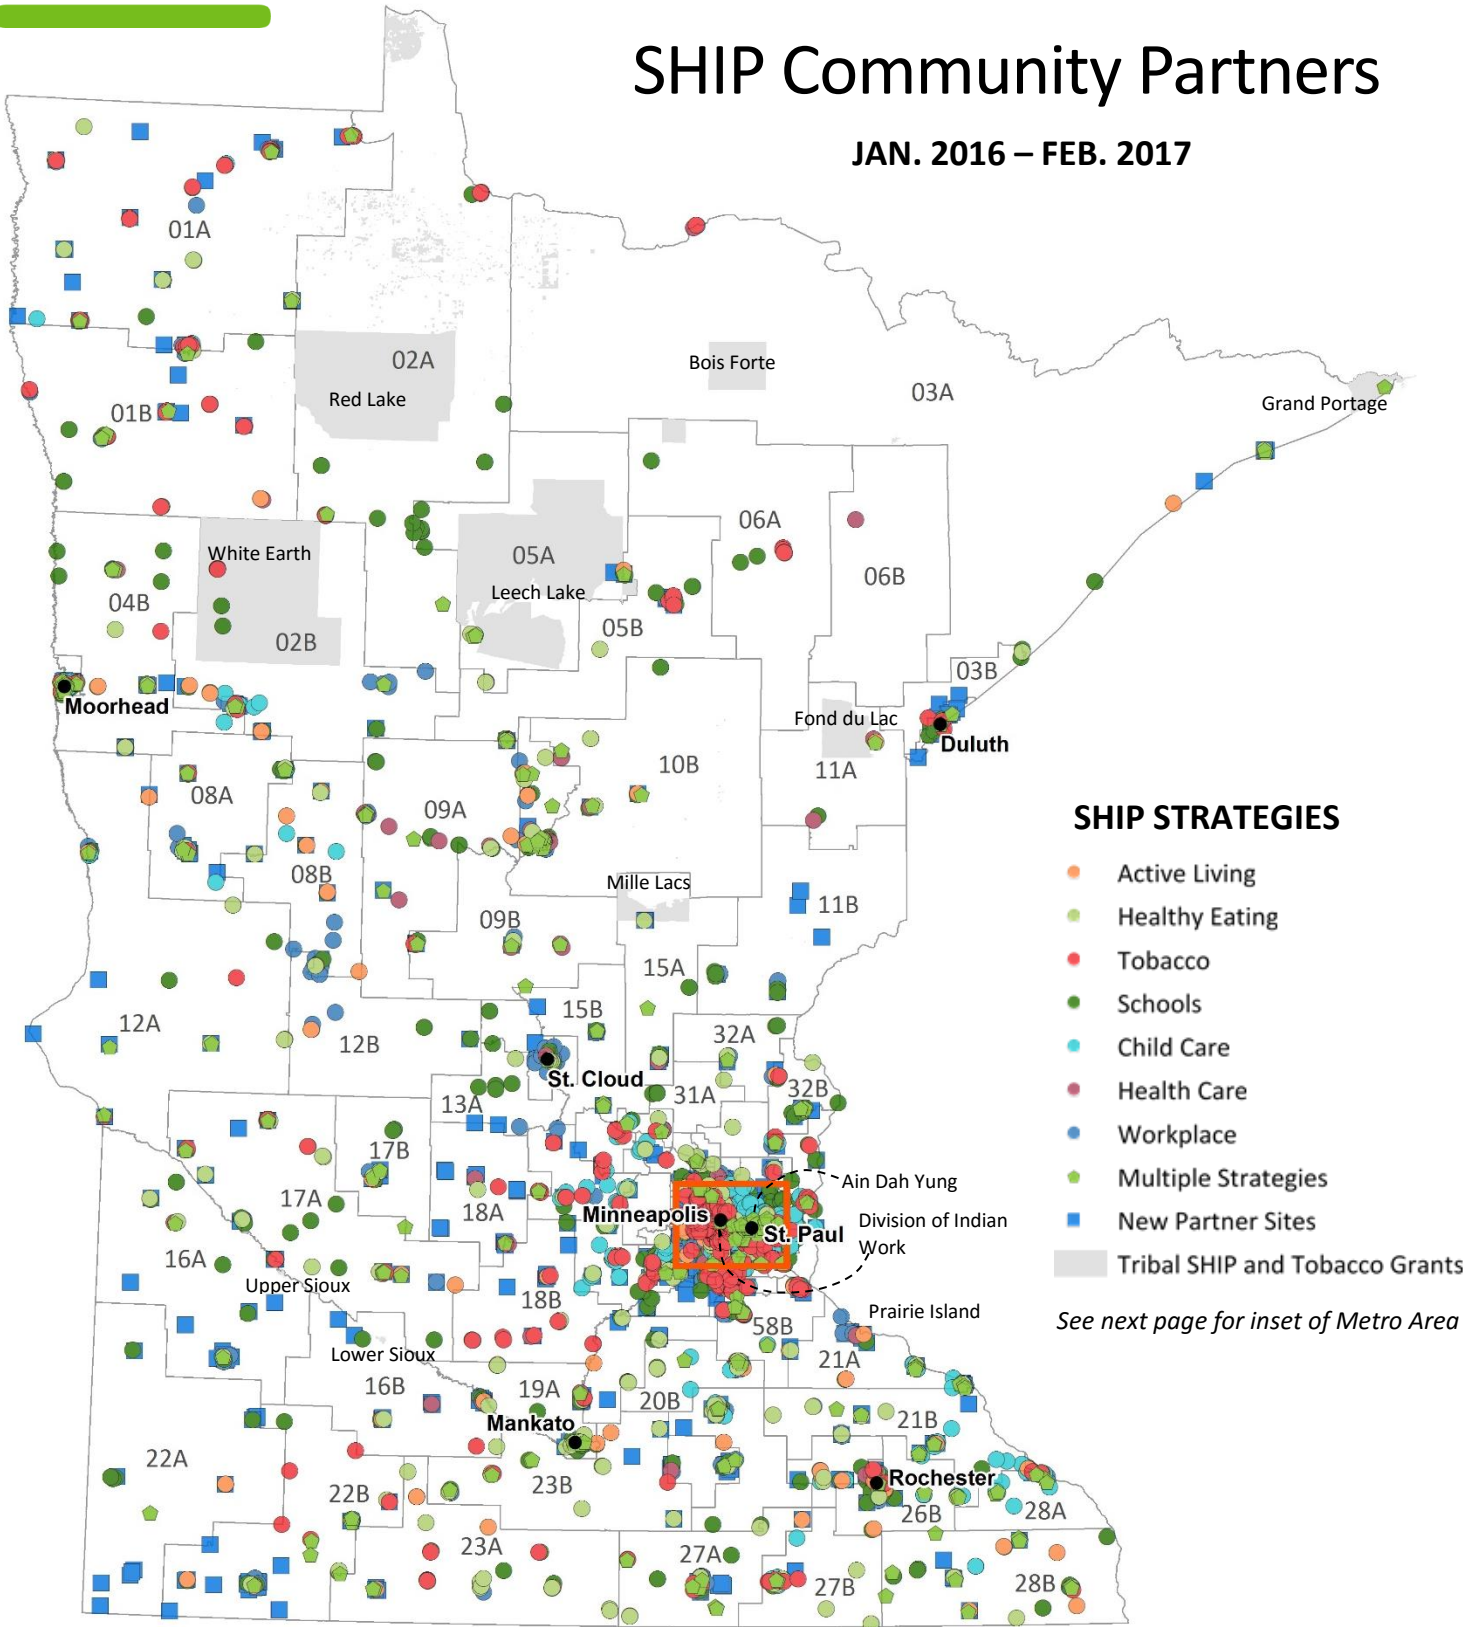 SHIP Community Partners
JAN. 2016 – FEB. 2017
01A
02A
Bois Forte
03A
Red Lake
Grand Portage
01B
06A
White Earth
05A
06B
Leech Lake
04B
05B
02B
03B
Moorhead
Fond du Lac
Duluth
10B
11A
08A
09A
08B
Mille Lacs
11B
09B
15A
15B
12A
32A
12B
St. Cloud
31A
32B
13A
17B
Ain Dah Yung
17A
18A
Minneapolis
Division of Indian
Work
St. Paul
16A
Upper Sioux
18B
Prairie Island
58B
Lower Sioux
21A
16B
19A
20B
Mankato
21B
22A
Rochester
23B
22B
26B
28A
23A
27A
27B
28B
SHIP STRATEGIES
Active Living
Healthy Eating
Tobacco
Schools
Child Care
Health Care
Workplace
Multiple Strategies
New Partner Sites
Tribal SHIP and Tobacco Grants
See next page for inset of Metro Area